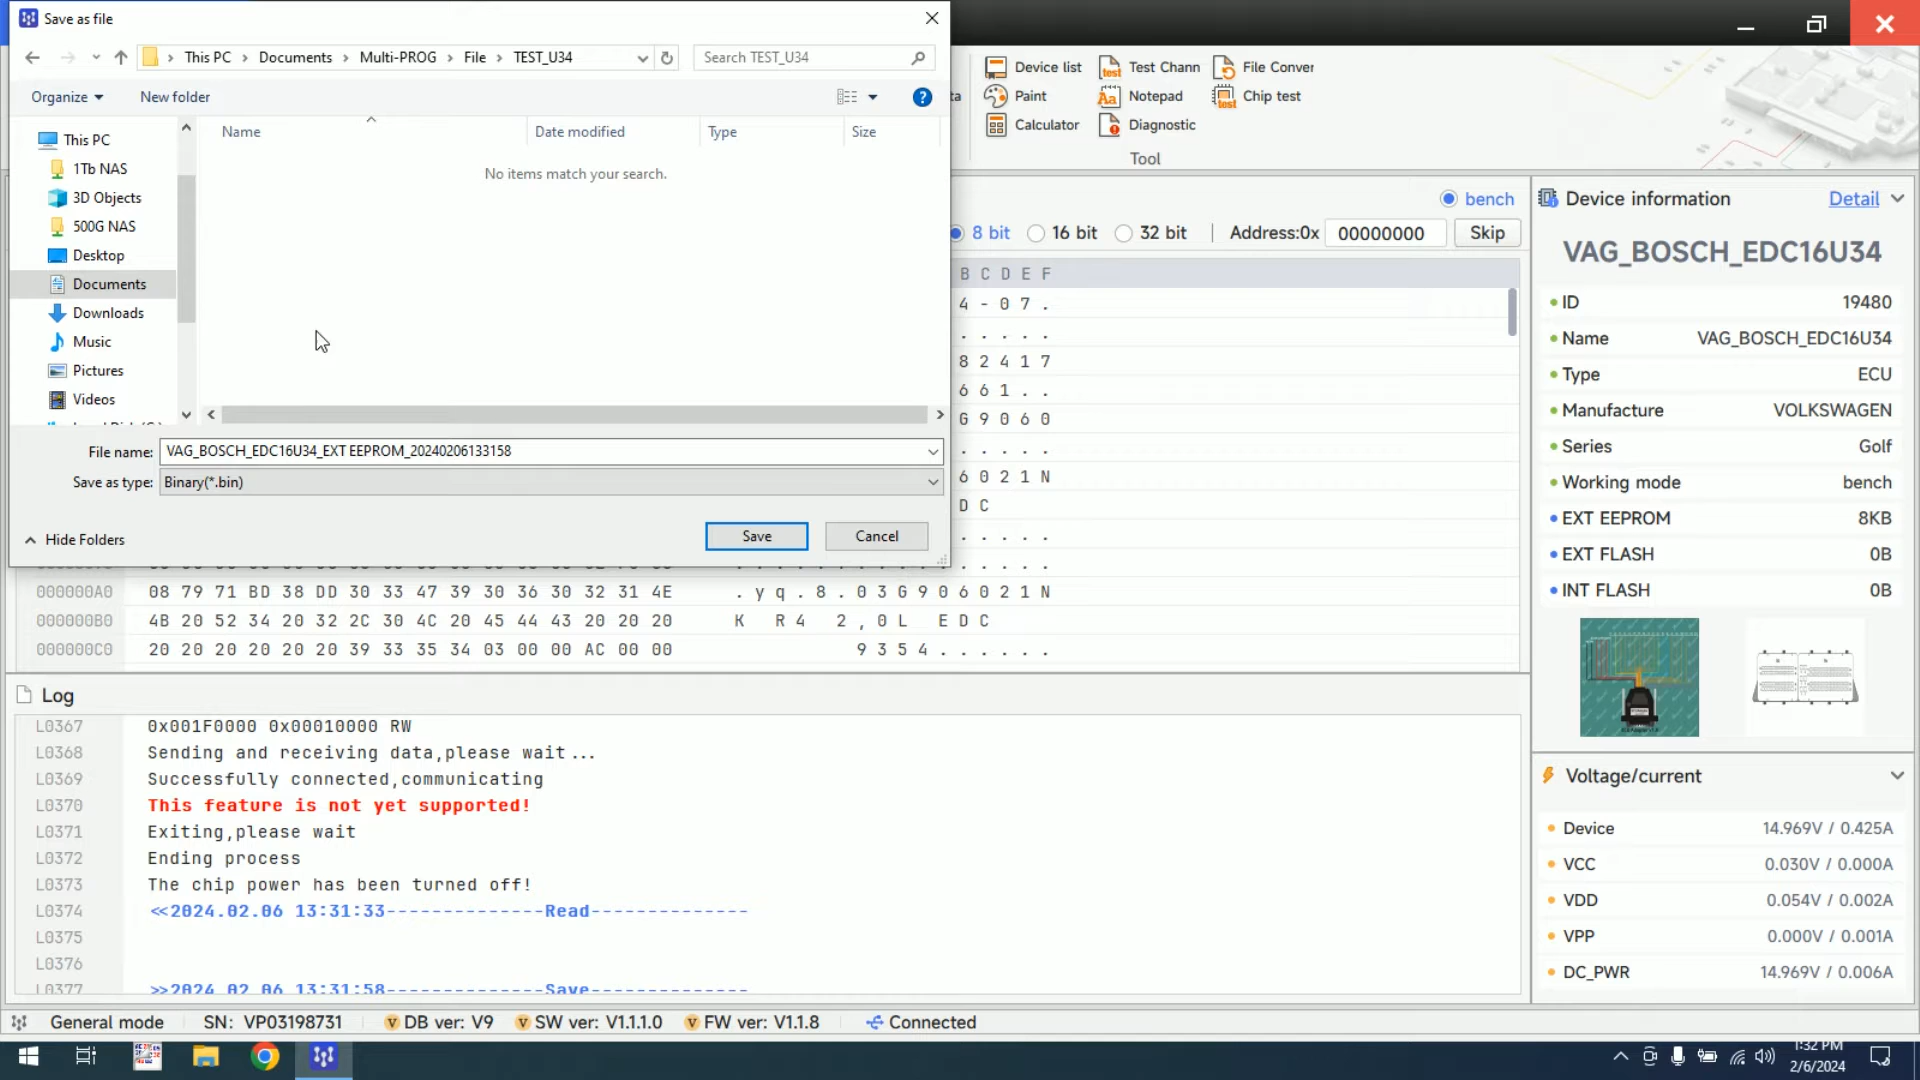 Save as file
This PC > Documents > Multi-PROG > File > TEST_U34
Search TEST_U34
Organize
New folder
Name
Date modified
Type
Size
No items match your search.
This PC
1Tb NAS
3D Objects
500G NAS
Desktop
Documents
Downloads
Music
Pictures
Videos
File name:
VAG_BOSCH_EDC16U34_EXT EEPROM_20240206133158
Save as type:
Binary(*.bin)
Hide Folders
Save
Cancel
Device list
Test Chann
File Conver
Paint
Notepad
Chip test
Calculator
Diagnostic
Tool
bench
8 bit
16 bit
32 bit
Address:0x
00000000
Skip
B C D E F
4 - 0 7 .
. . . . .
8 2 4 1 7
6 6 1 . .
G 9 0 6 0
. . . . .
6 0 2 1 N
D C
. . . . .
. . . . .
000000A0 08 79 71 BD 38 DD 30 33 47 39 30 36 30 32 31 4E . y q . 8 . 0 3 G 9 0 6 0 2 1 N
000000B0 4B 20 52 34 20 32 2C 30 4C 20 45 44 43 20 20 20 K R 4 2 , 0 L E D C
000000C0 20 20 20 20 20 20 39 33 35 34 03 00 00 AC 00 00 9 3 5 4 . . . . . .
Log
L0367 0x001F0000 0x00010000 RW
L0368 Sending and receiving data,please wait...
L0369 Successfully connected,communicating
L0370 This feature is not yet supported!
L0371 Exiting,please wait
L0372 Ending process
L0373 The chip power has been turned off!
L0374 <<2024.02.06 13:31:33--------------Read--------------
L0375
L0376
L0377 >>2024.02.06 13:31:58--------------Save--------------
Device information
Detail
VAG_BOSCH_EDC16U34
ID 19480
Name VAG_BOSCH_EDC16U34
Type ECU
Manufacture VOLKSWAGEN
Series Golf
Working mode bench
EXT EEPROM 8KB
EXT FLASH 0B
INT FLASH 0B
Voltage/current
Device 14.969V / 0.425A
VCC 0.030V / 0.000A
VDD 0.054V / 0.002A
VPP 0.000V / 0.001A
DC_PWR 14.969V / 0.006A
General mode
SN: VP03198731
DB ver: V9
SW ver: V1.1.1.0
FW ver: V1.1.8
Connected
1:32 PM
2/6/2024